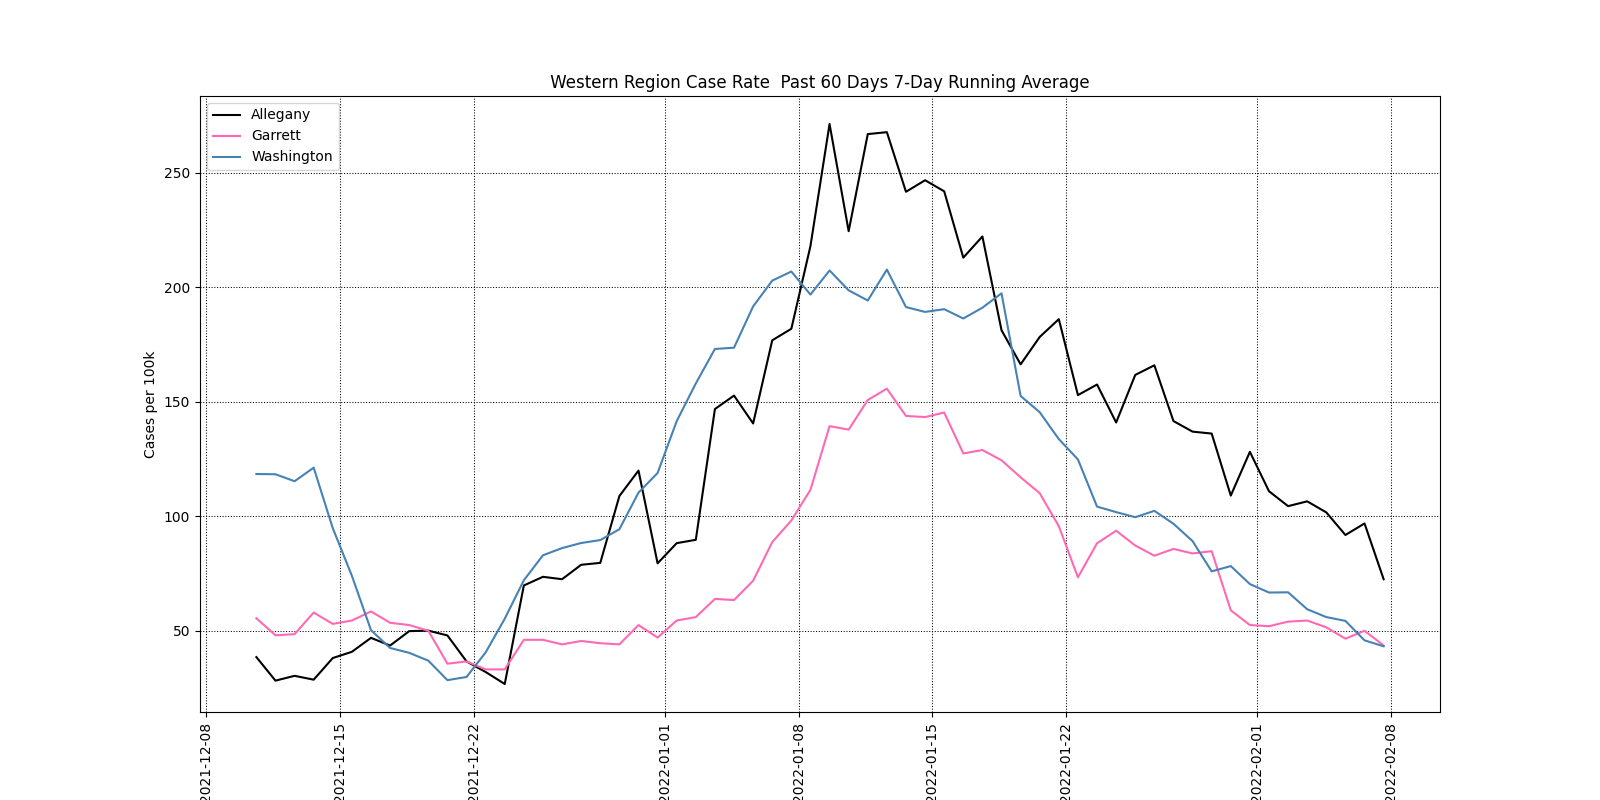 Western Region Case Rate  Past 60 Days 7-Day Running Average
Allegany
Garrett
Washington
250
200
150
100
50
Cases per 100k
2021-12-08
2021-12-15
2021-12-22
2022-01-01
2022-01-08
2022-01-15
2022-01-22
2022-02-01
2022-02-08